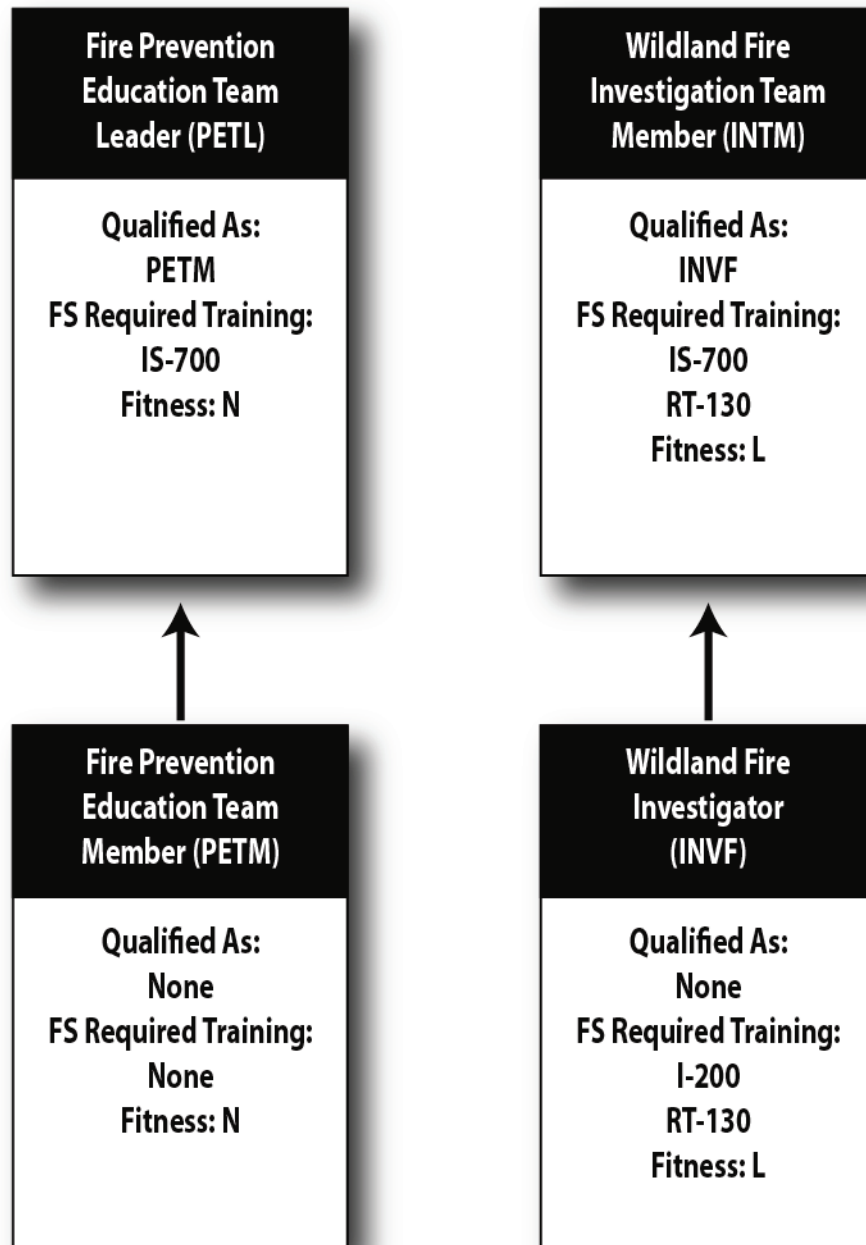 Fire Prevention
Education Team
Leader (PETL)
Qualified As:
PETM
FS Required Training:
IS-700
Fitness: N
Wildland Fire
Investigation Team
Member (INTM)
Qualified As:
INVF
FS Required Training:
IS-700
RT-130
Fitness: L
Fire Prevention
Education Team
Member (PETM)
Qualified As:
None
FS Required Training:
None
Fitness: N
Wildland Fire
Investigator
(INVF)
Qualified As:
None
FS Required Training:
I-200
RT-130
Fitness: L